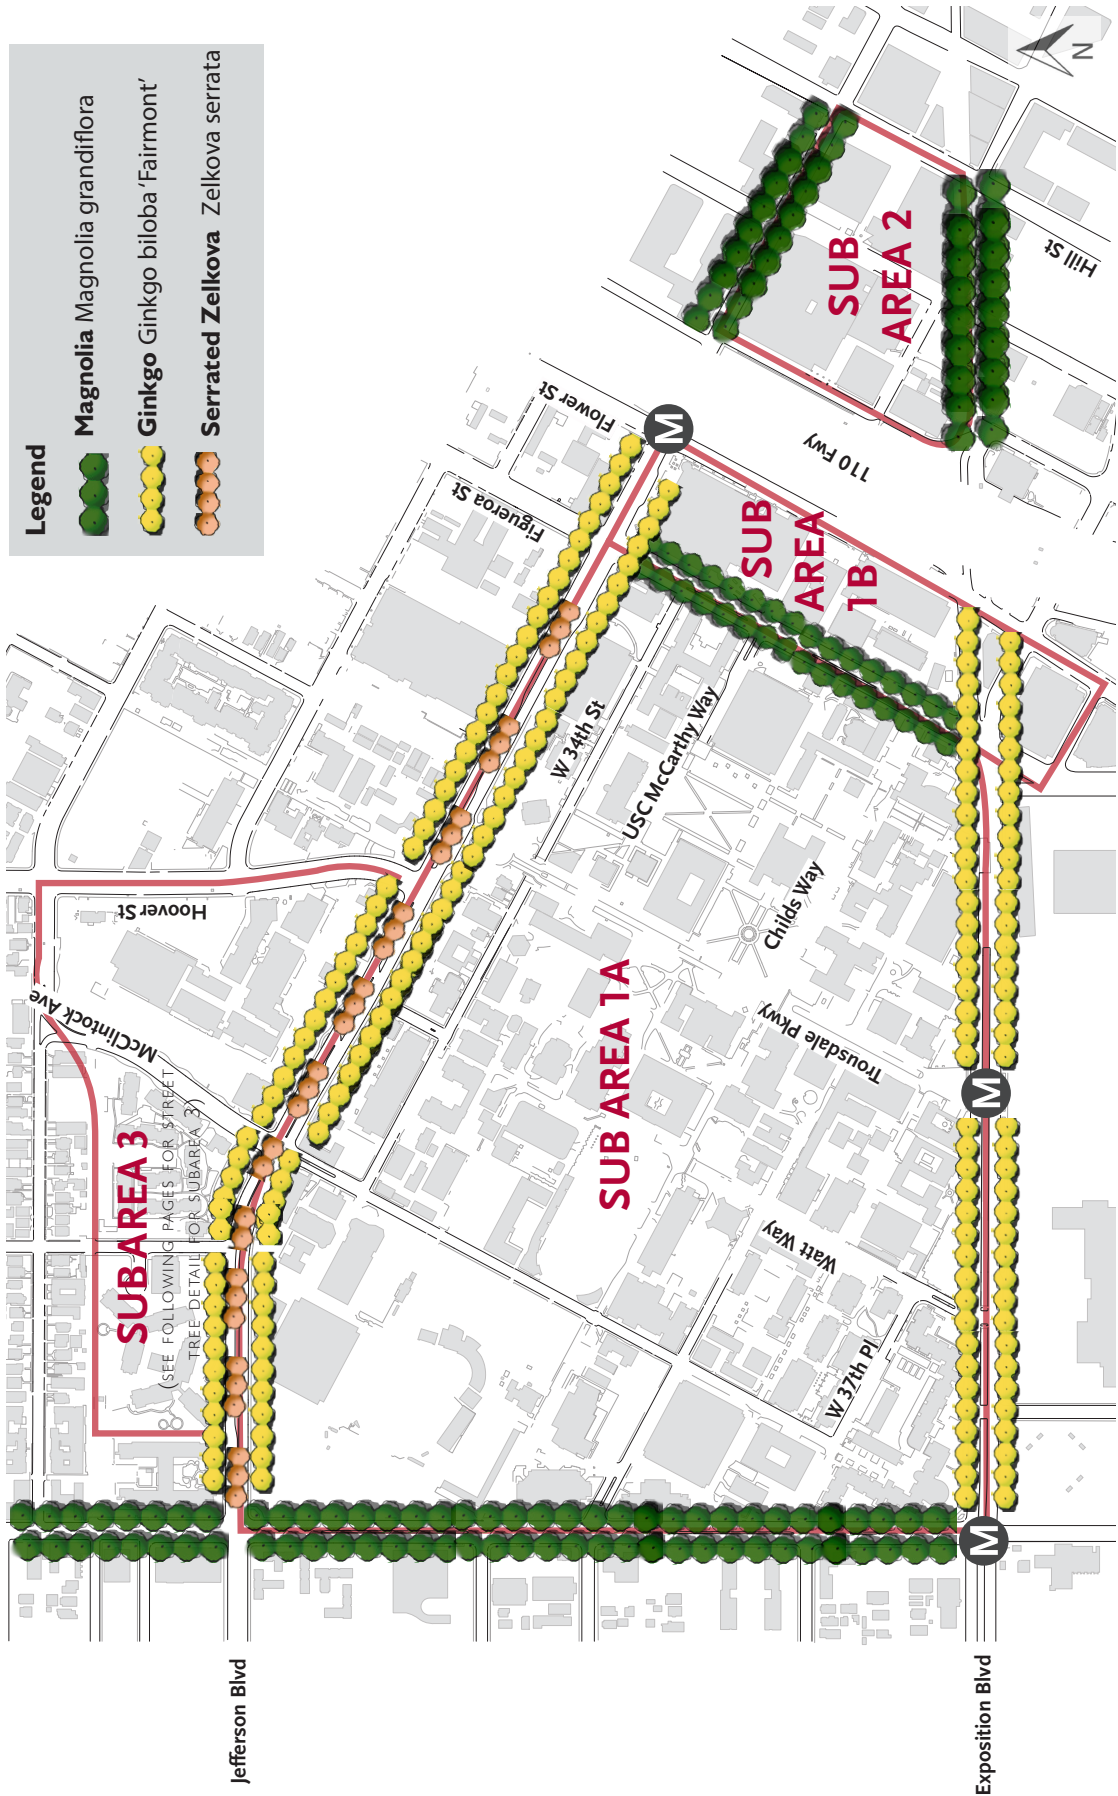 Legend
Magnolia Magnolia grandiflora
Ginkgo Ginkgo biloba ‘Fairmont’
Serrated Zelkova Zelkova serrata
N
Jefferson Blvd
Exposition Blvd
SUB AREA 3
(SEE FOLLOWING PAGES FOR STREET
TREE DETAIL FOR SUBAREA 3)
McClintock Ave
Hoover St
Figueroa St
Flower St
M
SUB AREA 1A
W 34th St
USC McCarthy Way
Childs Way
Trousdale Pkwy
Watt Way
W 37th Pl
SUB
AREA
1B
110 Fwy
SUB
AREA 2
Hill St
M
M